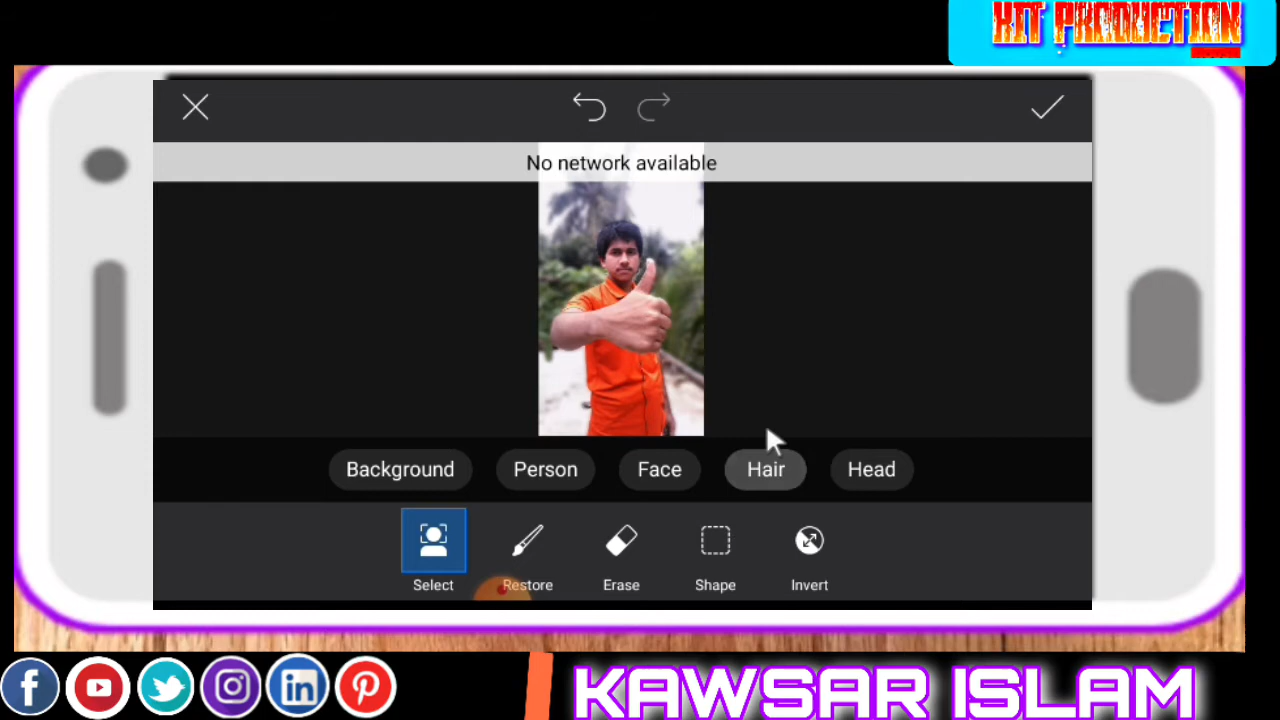 HIT PRODUCTION
No network available
Background Person Face Hair Head
Select Restore Erase Shape Invert
KAWSAR ISLAM